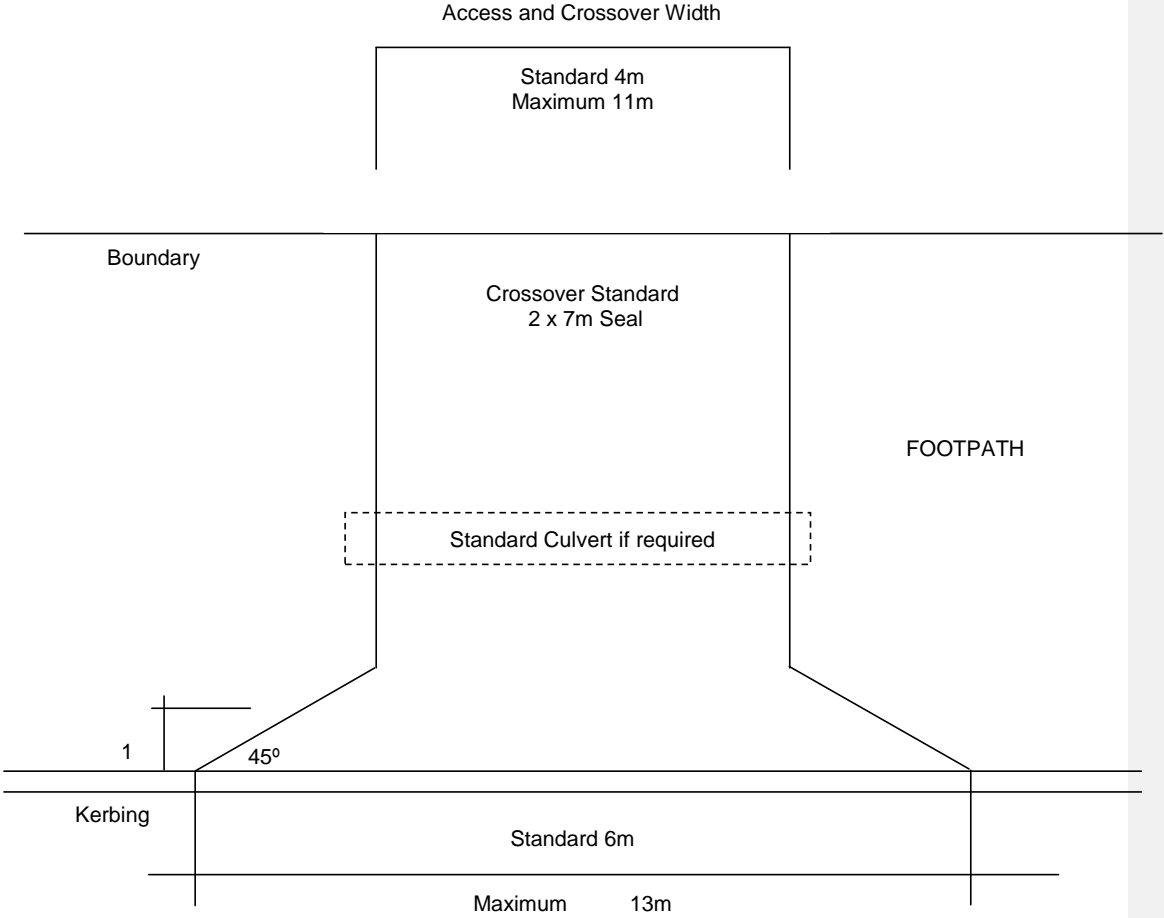 Access and Crossover Width
Standard 4m
Maximum 11m
Boundary
Crossover Standard
2 x 7m Seal
FOOTPATH
Standard Culvert if required
1
45º
Kerbing
Standard 6m
Maximum 13m